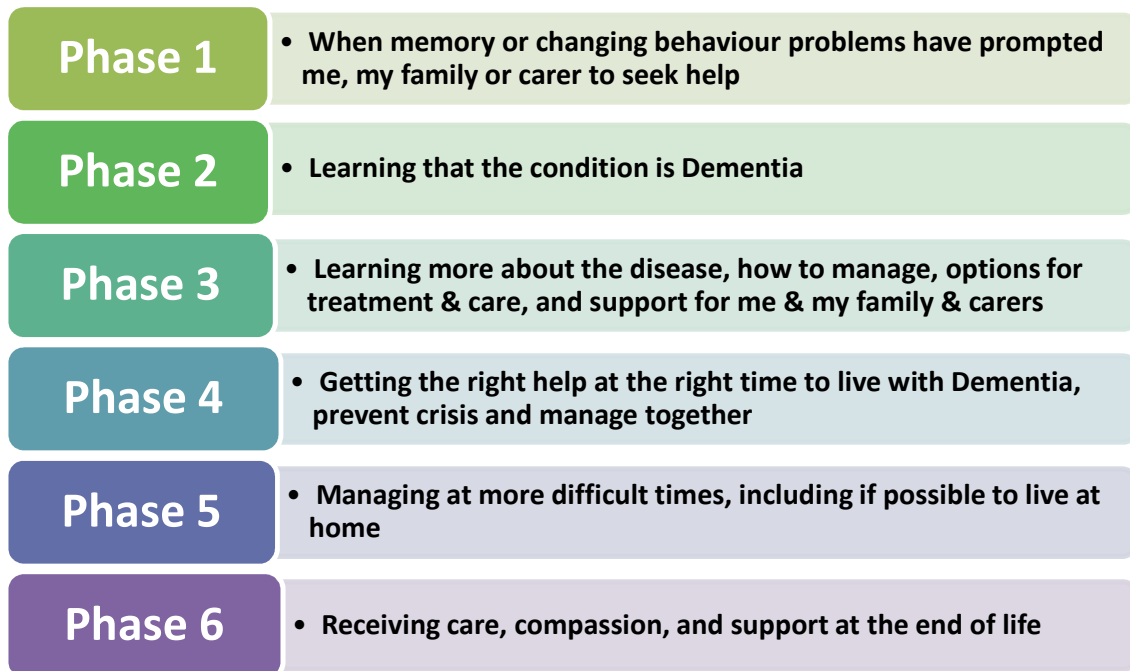 Phase 1
• When memory or changing behaviour problems have prompted
me, my family or carer to seek help
Phase 2
• Learning that the condition is Dementia
Phase 3
• Learning more about the disease, how to manage, options for
treatment & care, and support for me & my family & carers
Phase 4
• Getting the right help at the right time to live with Dementia,
prevent crisis and manage together
Phase 5
• Managing at more difficult times, including if possible to live at
home
Phase 6
• Receiving care, compassion, and support at the end of life